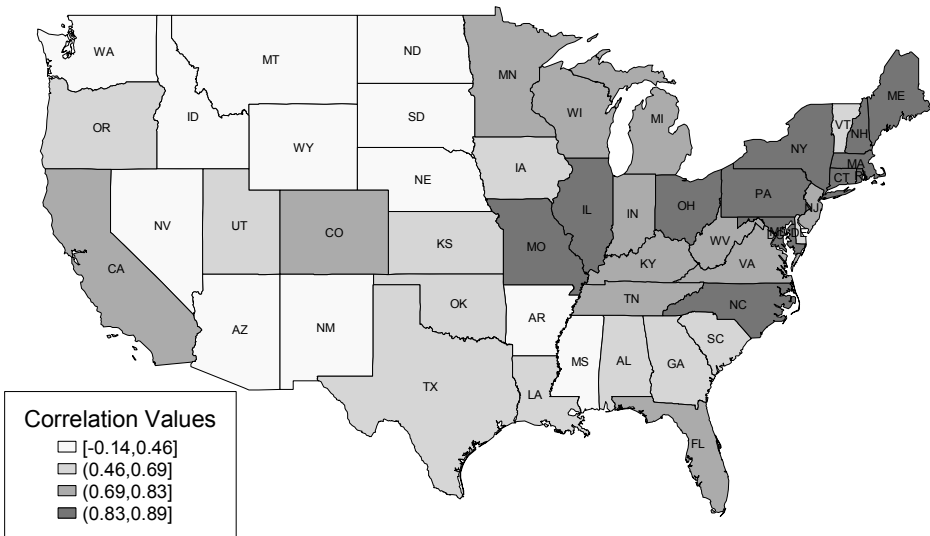 WA
MT
ND
MN
ME
OR
ID
SD
WI
MI
VT
NH
WY
NY
MA
CT
IA
NE
PA
NV
UT
CO
IL
IN
OH
NJ
KS
MO
WV
DE
CA
KY
VA
OK
TN
NC
AZ
NM
AR
SC
MS
AL
GA
TX
LA
FL
Correlation Values
[-0.14,0.46]
(0.46,0.69]
(0.69,0.83]
(0.83,0.89]